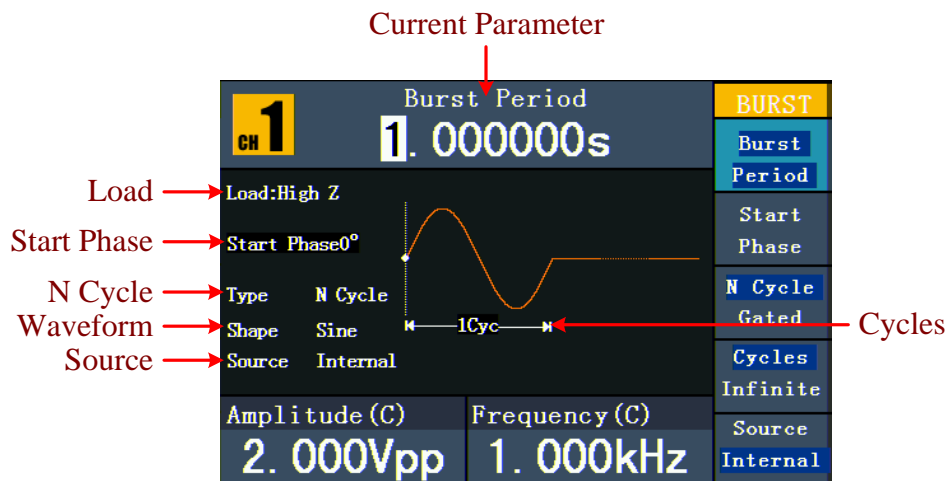 Current Parameter
CH 1
Burst Period
1.000000s
BURST
Burst
Period
Load
Load:High Z
Start
Phase
Start Phase
Start Phase0°
N Cycle
Type N Cycle
N Cycle
Gated
Waveform
Shape Sine
1Cyc
Cycles
Source
Source Internal
Cycles
Infinite
Amplitude(C)
2.000Vpp
Frequency(C)
1.000kHz
Source
Internal